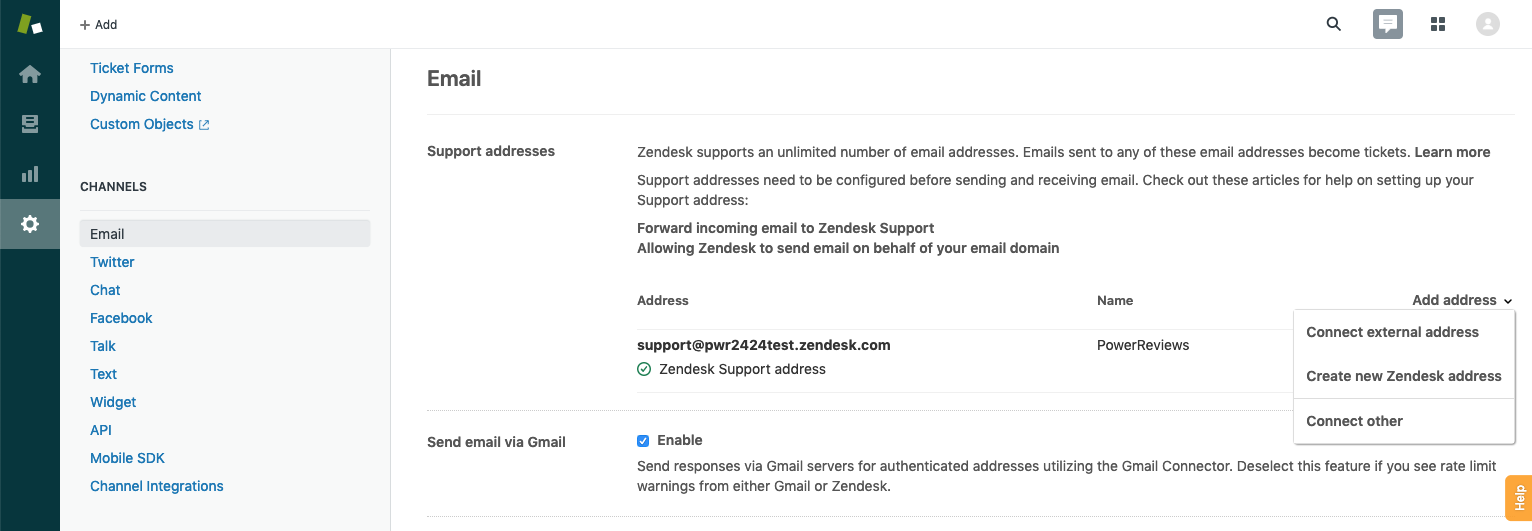 Add
Ticket Forms
Dynamic Content
Custom Objects
CHANNELS
Email
Twitter
Chat
Facebook
Talk
Text
Widget
API
Mobile SDK
Channel Integrations
Email
Support addresses
Zendesk supports an unlimited number of email addresses. Emails sent to any of these email addresses become tickets. Learn more
Support addresses need to be configured before sending and receiving email. Check out these articles for help on setting up your
Support address:
Forward incoming email to Zendesk Support
Allowing Zendesk to send email on behalf of your email domain
Address Name Add address
support@pwr2424test.zendesk.com PowerReviews
Zendesk Support address
Connect external address
Create new Zendesk address
Connect other
Send email via Gmail
Enable
Send responses via Gmail servers for authenticated addresses utilizing the Gmail Connector. Deselect this feature if you see rate limit
warnings from either Gmail or Zendesk.
Help